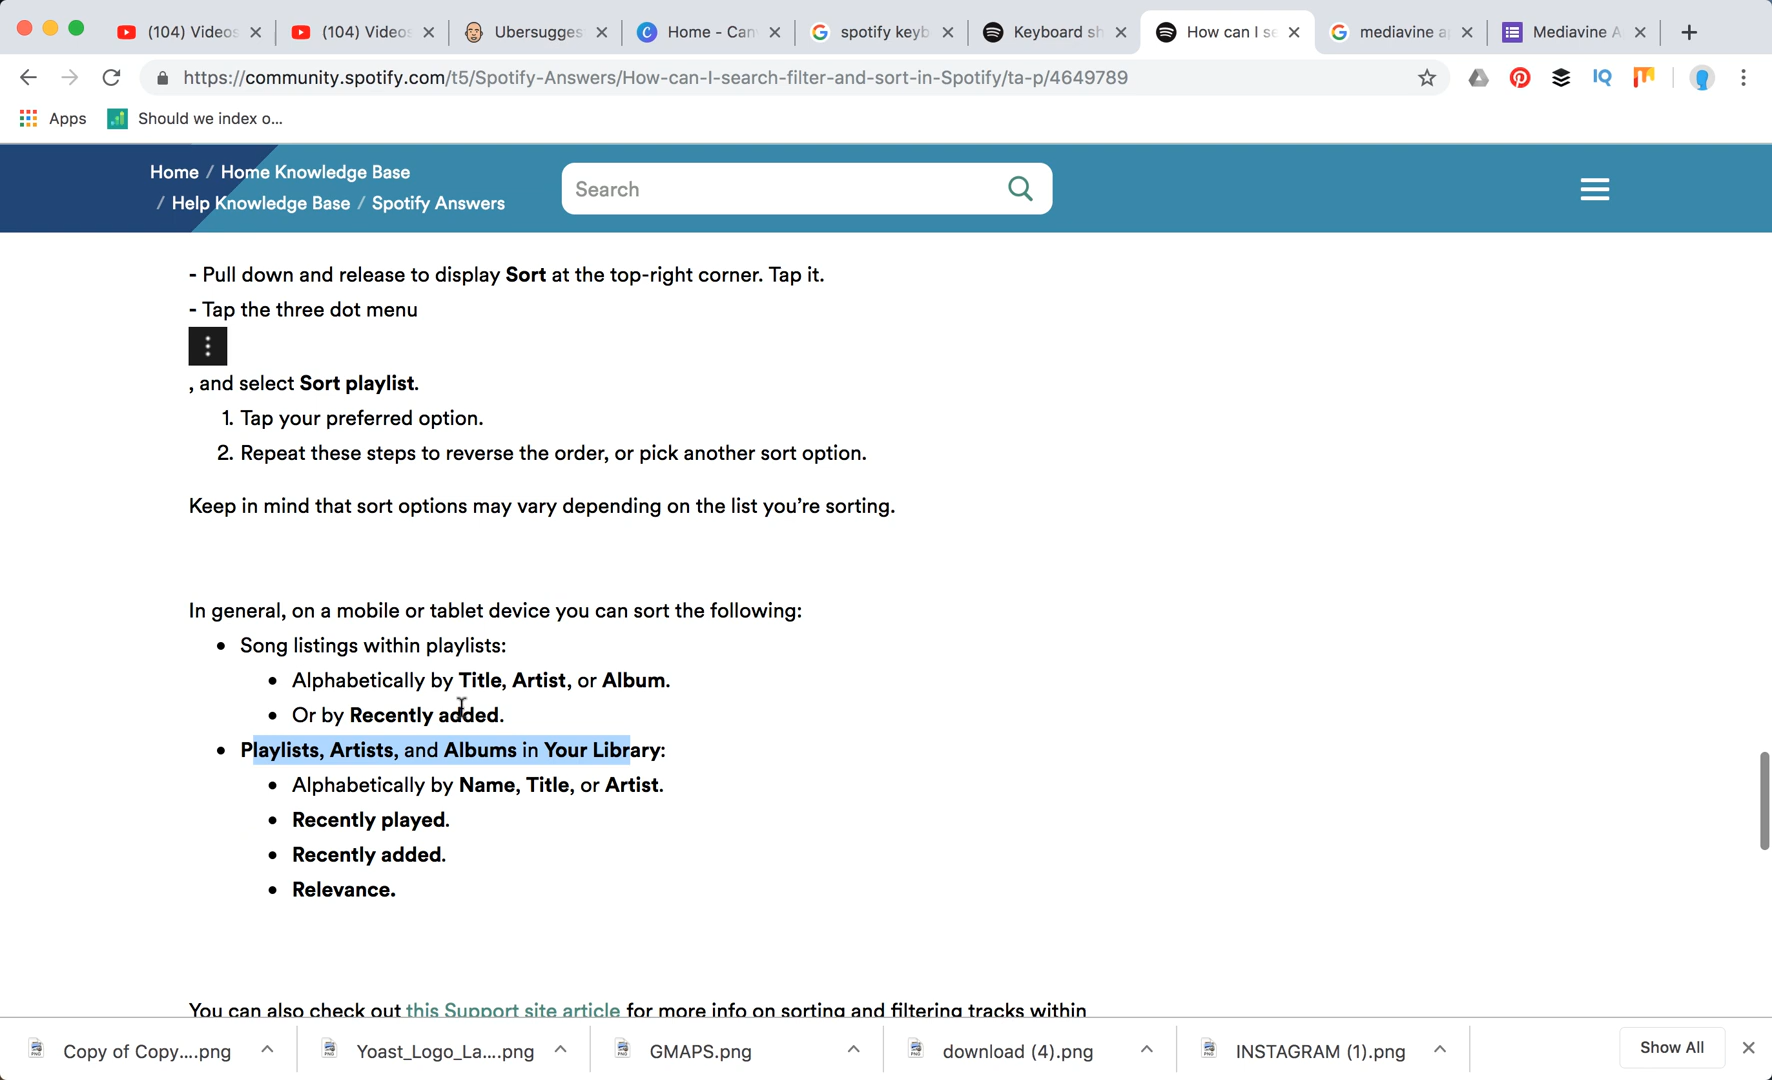 (104) Videos
(104) Videos
Ubersugges
Home - Can
spotify keyb
Keyboard sh
How can I se
mediavine a
Mediavine A
https://community.spotify.com/t5/Spotify-Answers/How-can-I-search-filter-and-sort-in-Spotify/ta-p/4649789
Apps
Should we index o...
Home / Home Knowledge Base
/ Help Knowledge Base / Spotify Answers
Search
- Pull down and release to display Sort at the top-right corner. Tap it.
- Tap the three dot menu
, and select Sort playlist.
1. Tap your preferred option.
2. Repeat these steps to reverse the order, or pick another sort option.
Keep in mind that sort options may vary depending on the list you’re sorting.
In general, on a mobile or tablet device you can sort the following:
• Song listings within playlists:
• Alphabetically by Title, Artist, or Album.
• Or by Recently added.
• Playlists, Artists, and Albums in Your Library:
• Alphabetically by Name, Title, or Artist.
• Recently played.
• Recently added.
• Relevance.
You can also check out this Support site article for more info on sorting and filtering tracks within
Copy of Copy....png
Yoast_Logo_La....png
GMAPS.png
download (4).png
INSTAGRAM (1).png
Show All